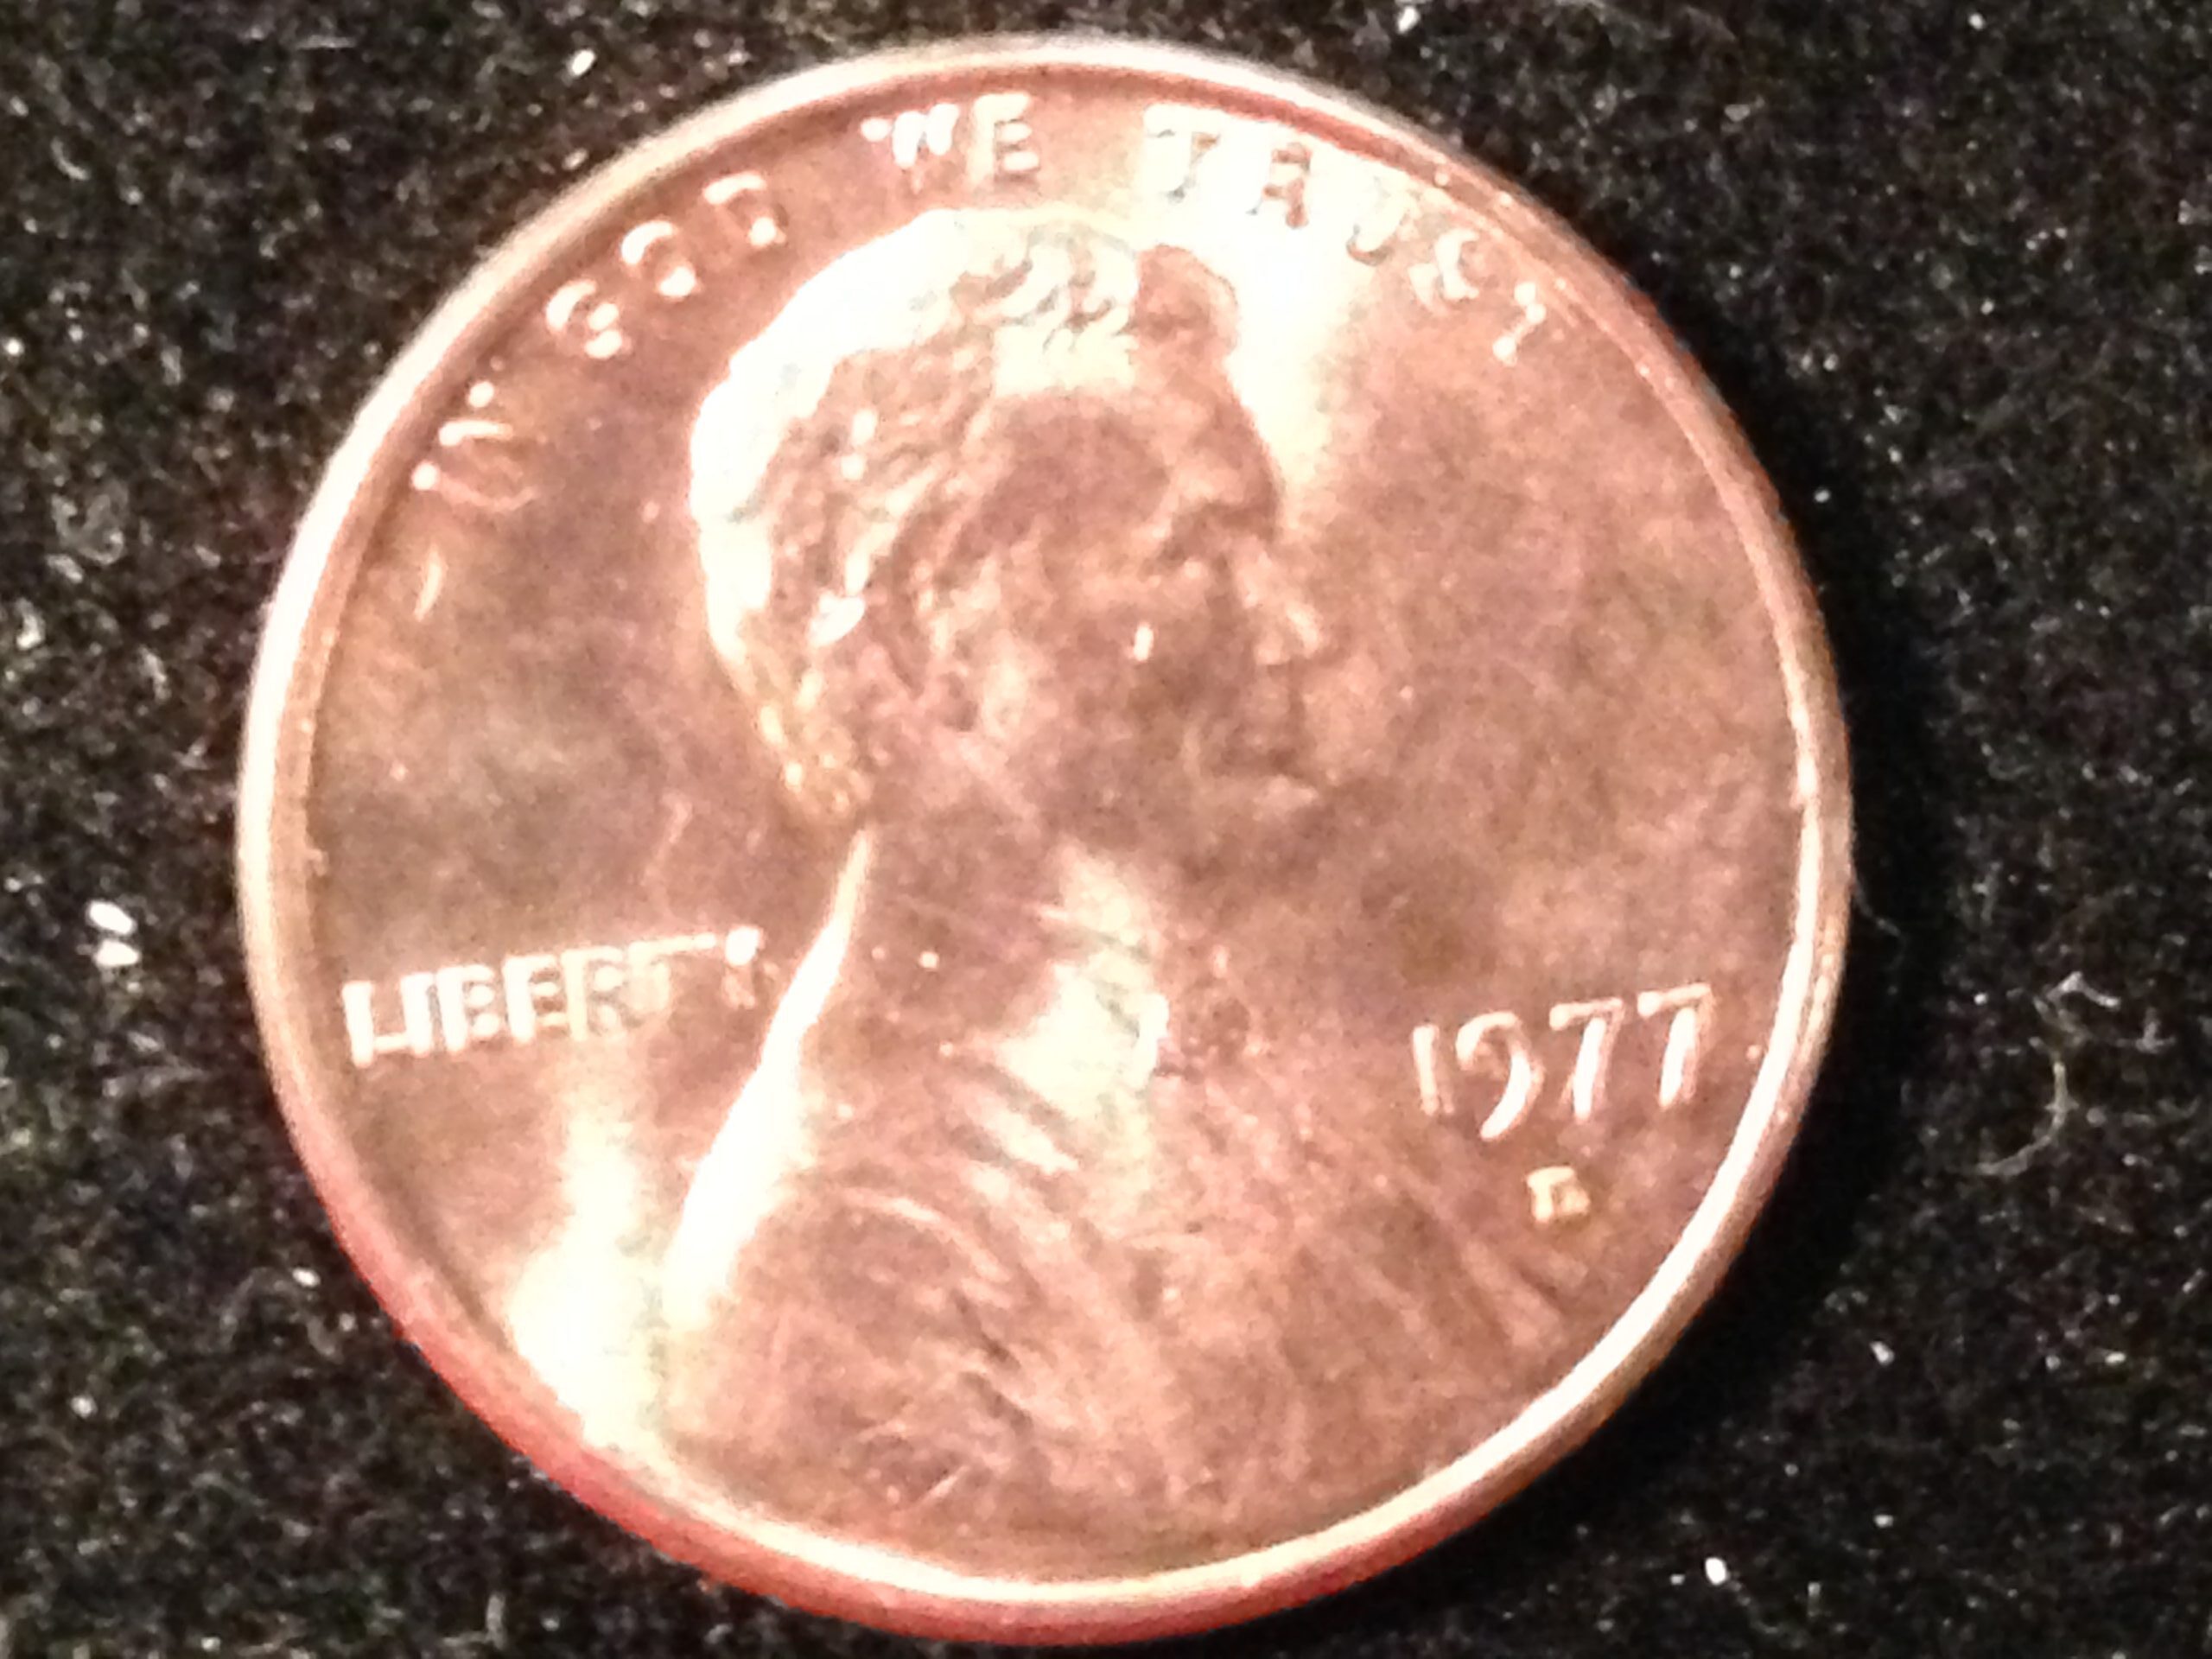 IN GOD WE TRUST
LIBERTY
1977
D